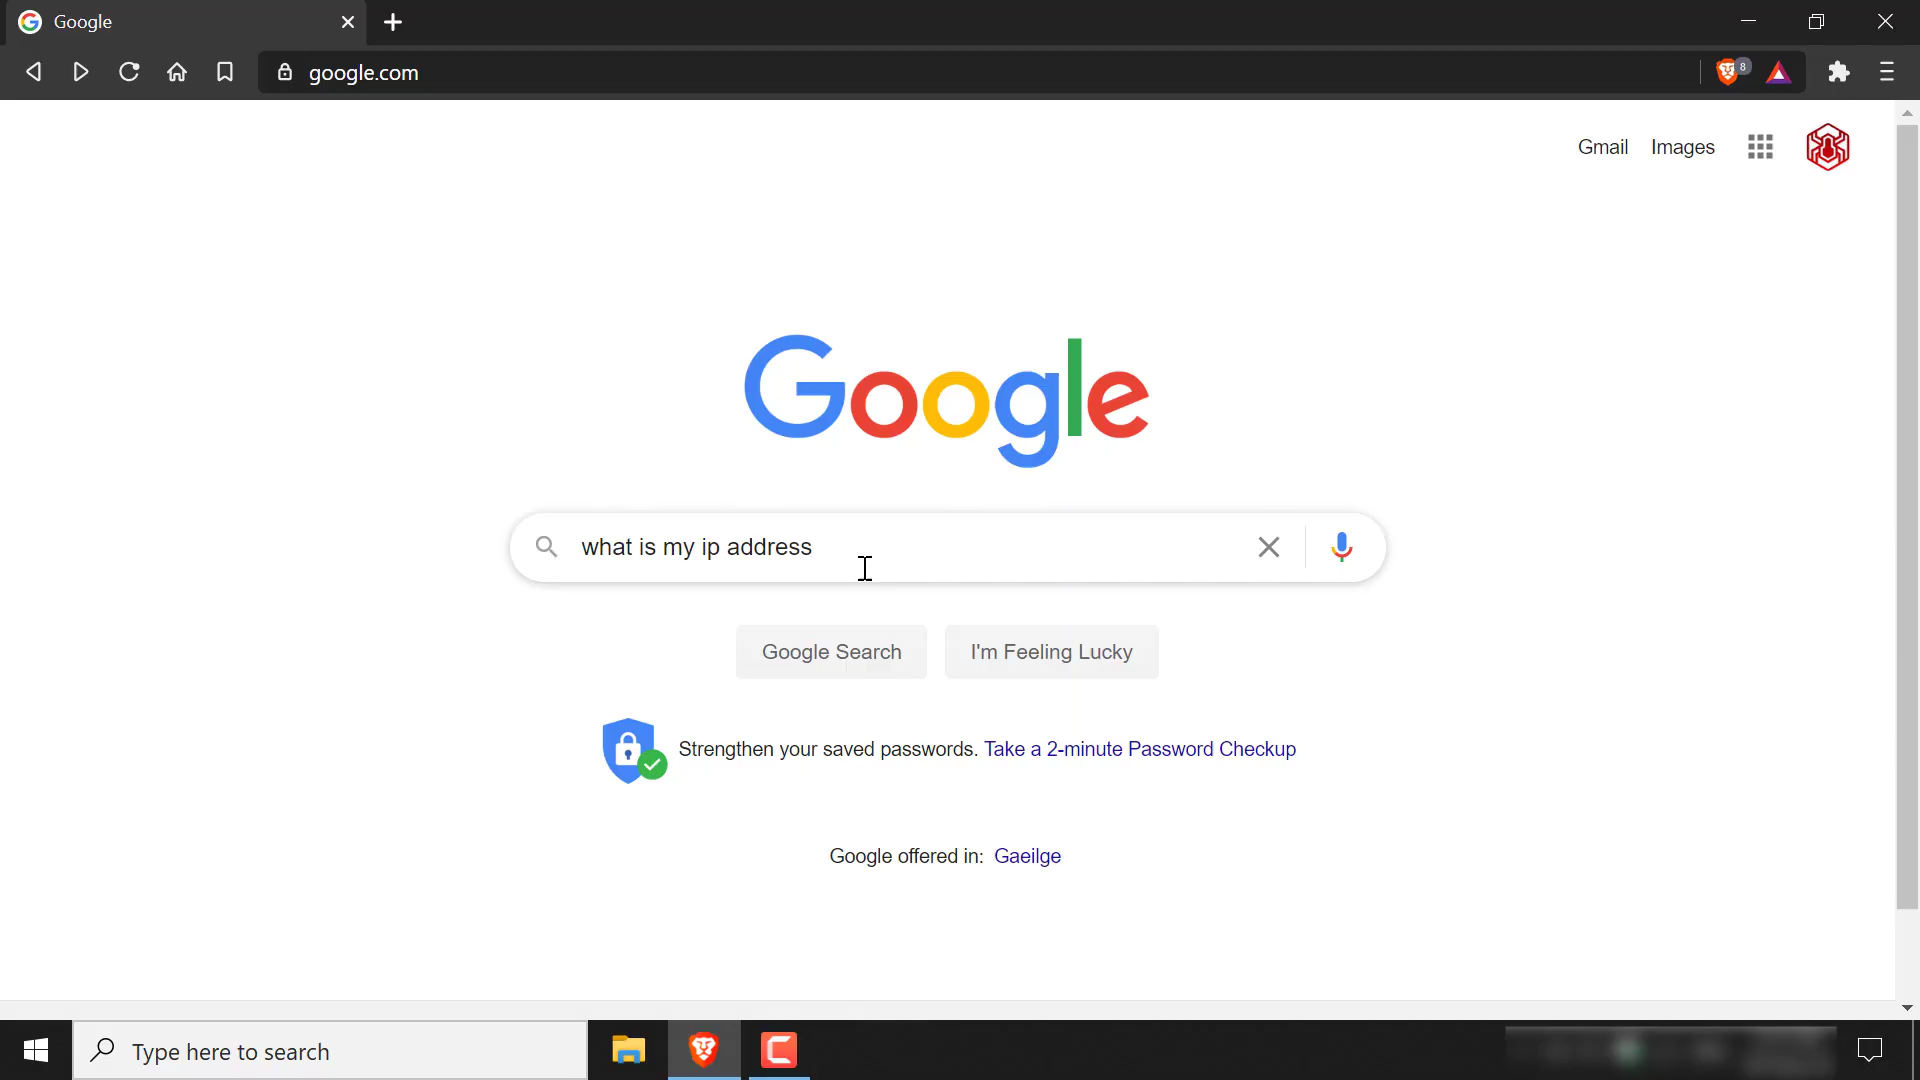 Google
google.com
8
Gmail Images
Google
what is my ip address
Google Search
I'm Feeling Lucky
Strengthen your saved passwords. Take a 2-minute Password Checkup
Google offered in: Gaeilge
Type here to search